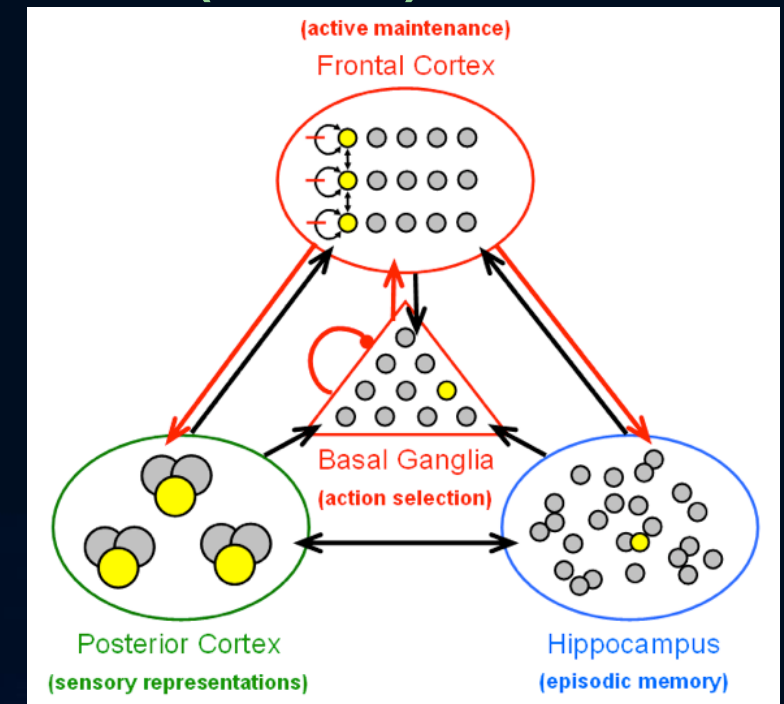 (active maintenance)
Frontal Cortex
Basal Ganglia
(action selection)
Posterior Cortex
(sensory representations)
Hippocampus
(episodic memory)